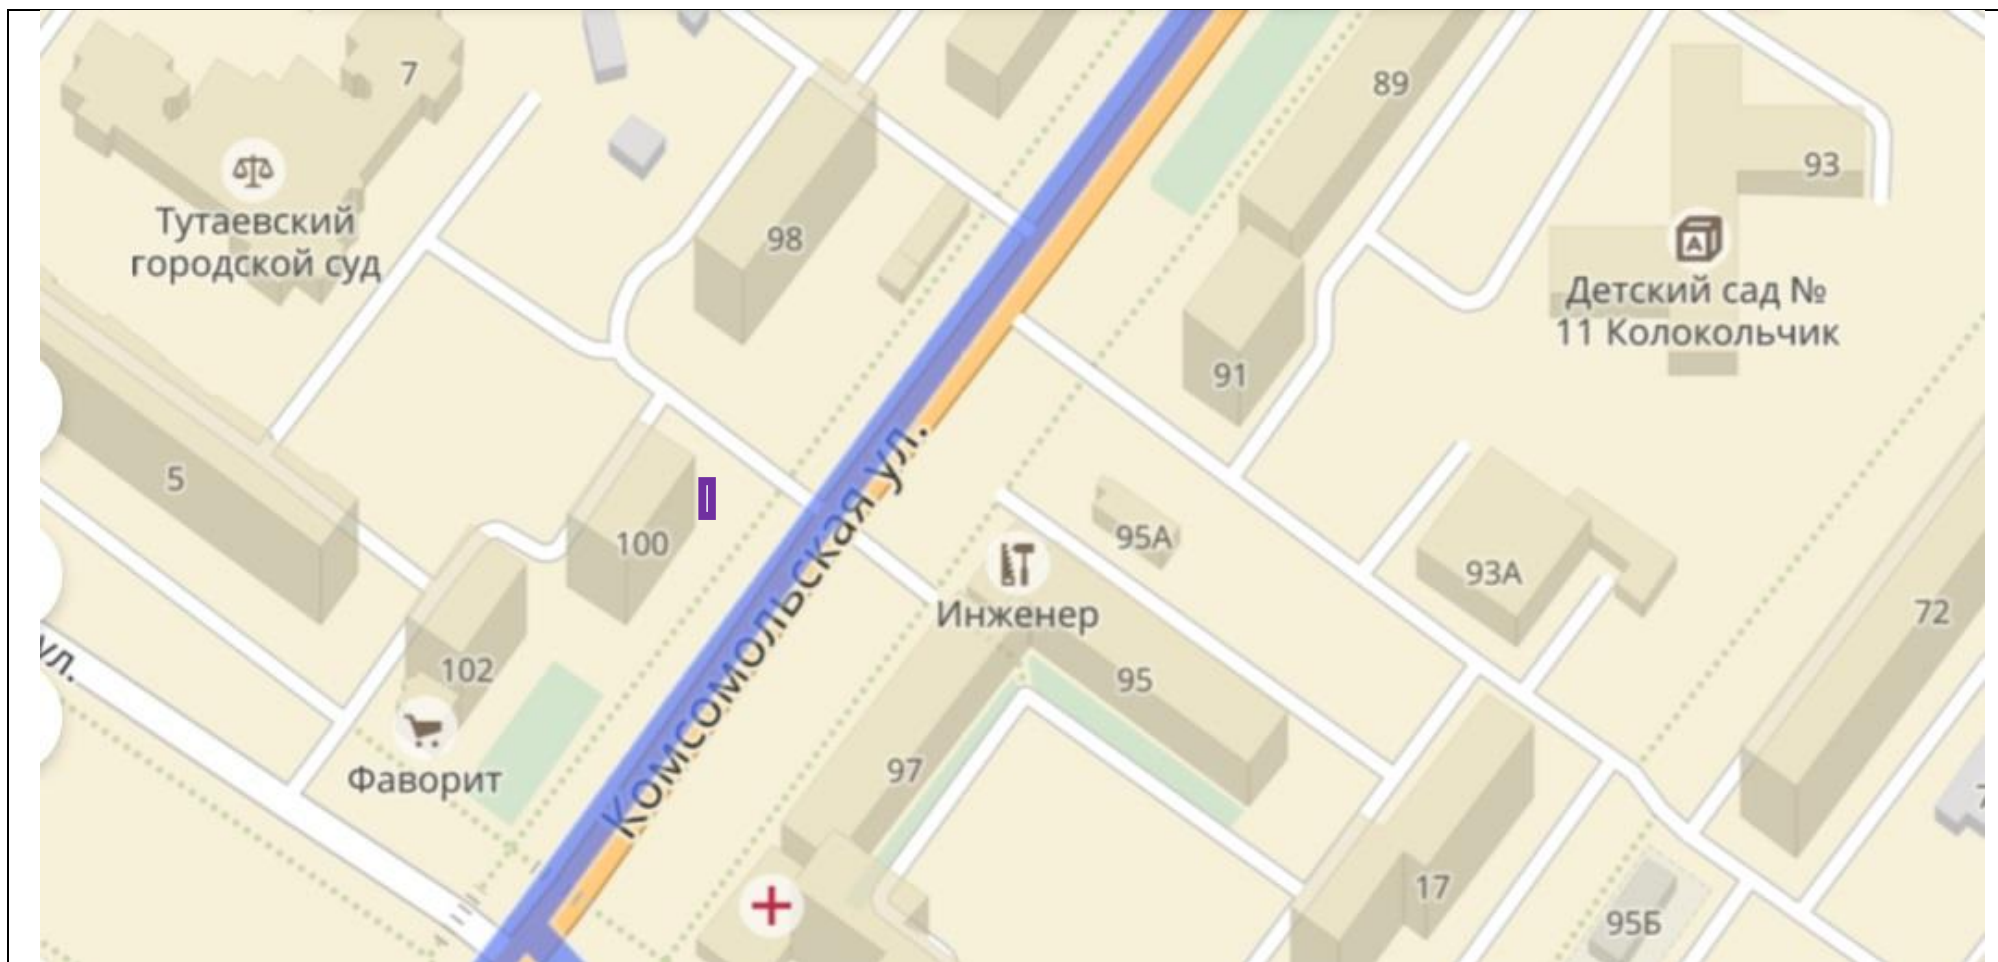 7
89
93
Тутаевский
городской суд
98
Детский сад №
11 Колокольчик
91
5
100
95А
93А
Инженер
72
ул.
102
95
Комсомольская ул.
Фаворит
97
17
95Б